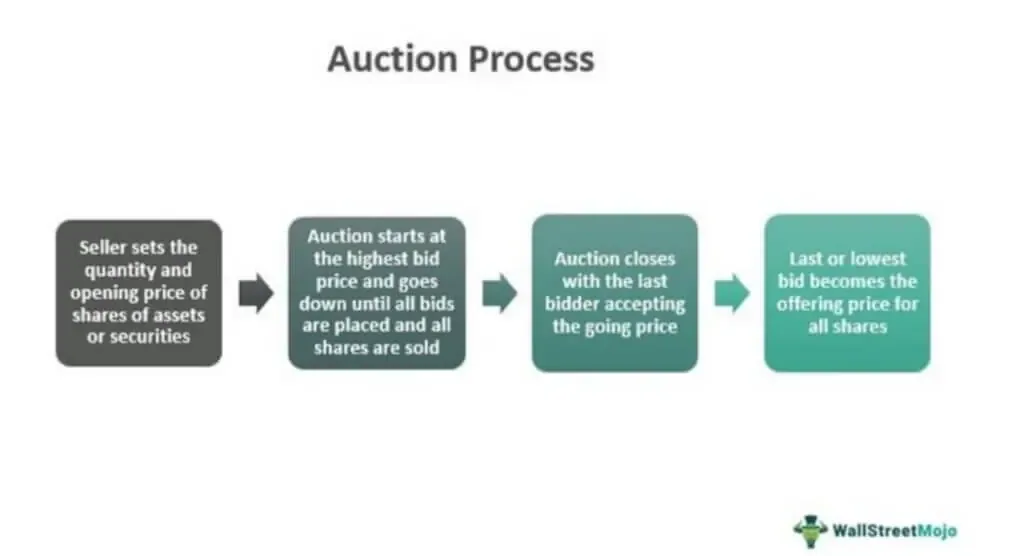 Auction Process
Seller sets the
quantity and
opening price of
shares of assets
or securities
Auction starts at
the highest bid
price and goes
down until all bids
are placed and all
shares are sold
Auction closes
with the last
bidder accepting
the going price
Last or lowest
bid becomes the
offering price for
all shares
WallStreetMojo